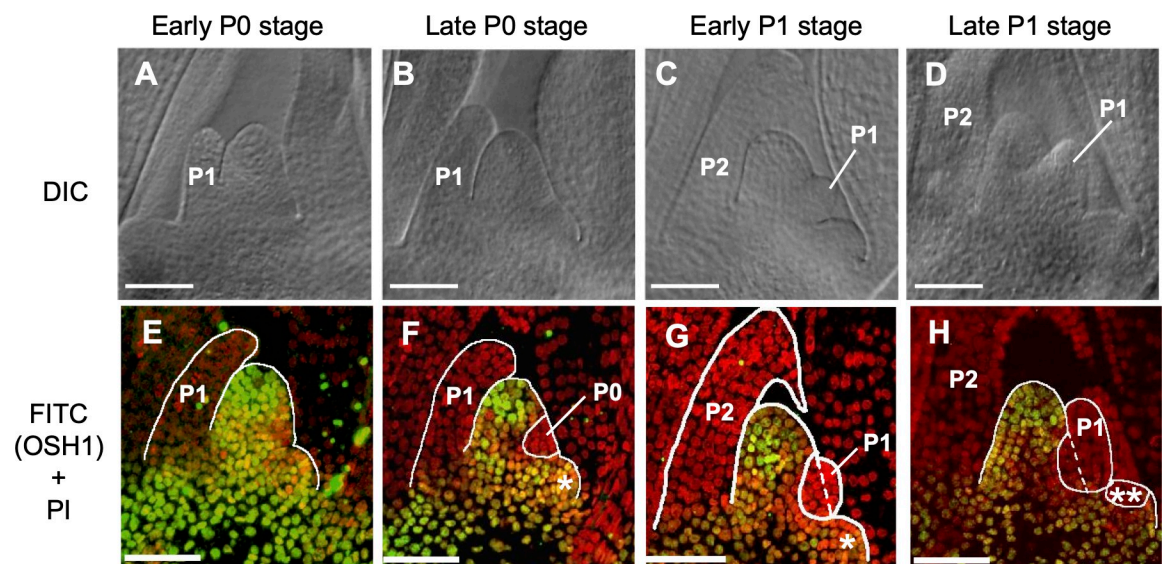 Early P0 stage Late P0 stage Early P1 stage Late P1 stage
DIC
A B C D
P1 P1 P2 P1 P2 P1
FITC
(OSH1)
+
PI
E F G H
P1 P1 P0 P2 P1 P2 P1
* * **